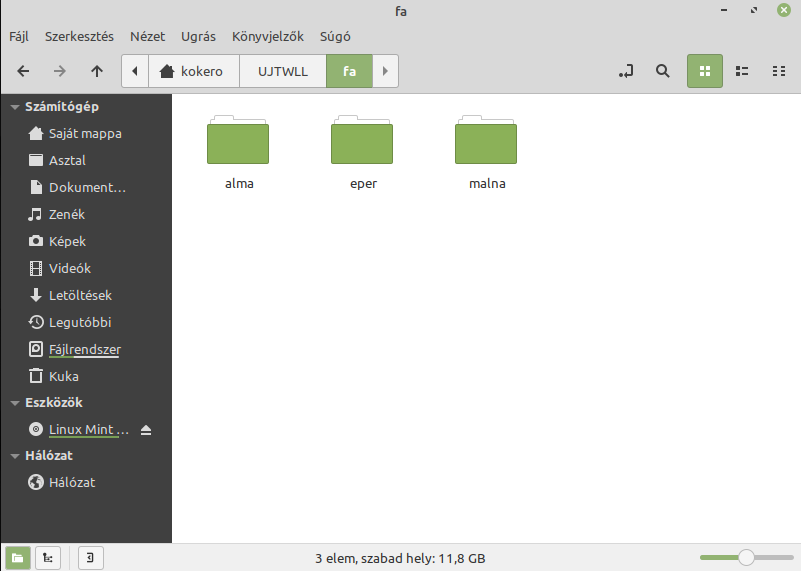 fa
Fájl Szerkesztés Nézet Ugrás Könyvjelzők Súgó
kokero UJTWLL fa
Számítógép
Saját mappa
Asztal
Dokument...
Zenék
Képek
Videók
Letöltések
Legutóbbi
Fájlrendszer
Kuka
Eszközök
Linux Mint ...
Hálózat
Hálózat
alma eper malna
3 elem, szabad hely: 11,8 GB